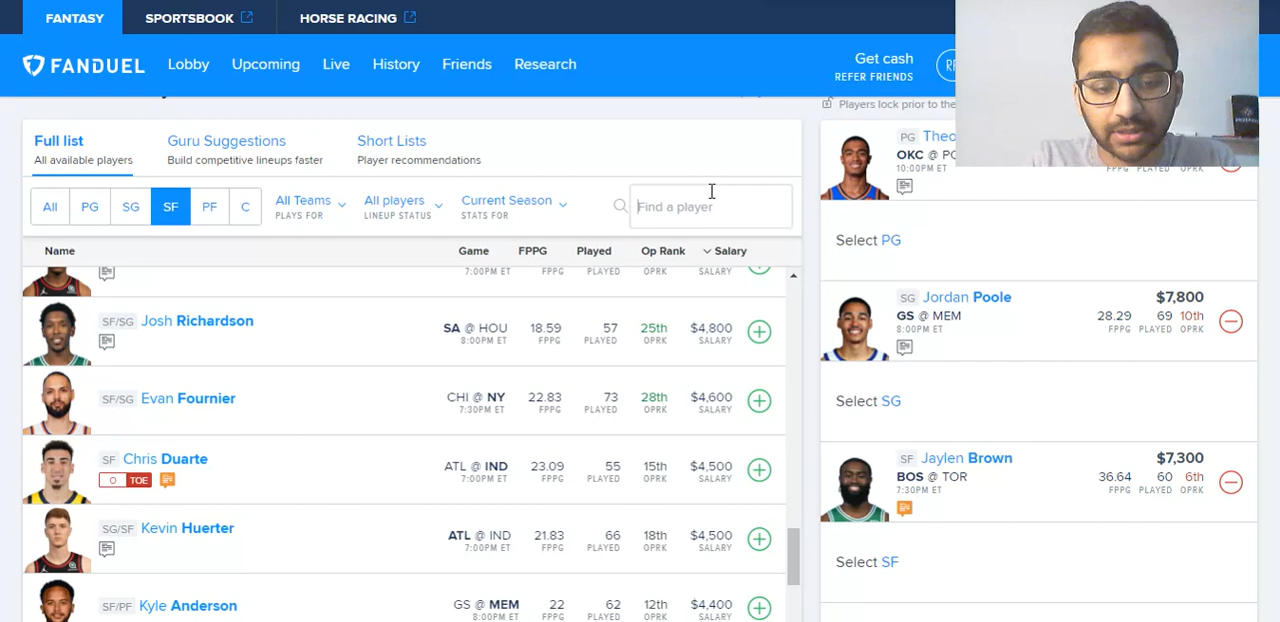 FANTASY SPORTSBOOK HORSE RACING
FANDUEL Lobby Upcoming Live History Friends Research Get cash
REFER FRIENDS
Players lock prior to the
Full list Guru Suggestions Short Lists
All available players Build competitive lineups faster Player recommendations
All PG SG SF PF C
All Teams All players Current Season
PLAYS FOR LINEUP STATUS STATS FOR
Find a player
Name Game FPPG Played Op Rank Salary
7:00PM ET FPPG PLAYED OPRK SALARY
SF/SG Josh Richardson SA @ HOU 18.59 57 25th $4,800
8:00PM ET FPPG PLAYED OPRK SALARY
SF/SG Evan Fournier CHI @ NY 22.83 73 28th $4,600
7:30PM ET FPPG PLAYED OPRK SALARY
SF Chris Duarte ATL @ IND 23.09 55 15th $4,500
O TOE 7:00PM ET FPPG PLAYED OPRK SALARY
SG/SF Kevin Huerter ATL @ IND 21.83 66 18th $4,500
7:00PM ET FPPG PLAYED OPRK SALARY
SF/PF Kyle Anderson GS @ MEM 22 62 12th $4,400
8:00PM ET FPPG PLAYED OPRK SALARY
PG Theo
OKC @ PO
10:00PM ET
Select PG
SG Jordan Poole $7,800
GS @ MEM 28.29 69 10th
8:00PM ET FPPG PLAYED OPRK
Select SG
SF Jaylen Brown $7,300
BOS @ TOR 36.64 60 6th
7:30PM ET FPPG PLAYED OPRK
Select SF